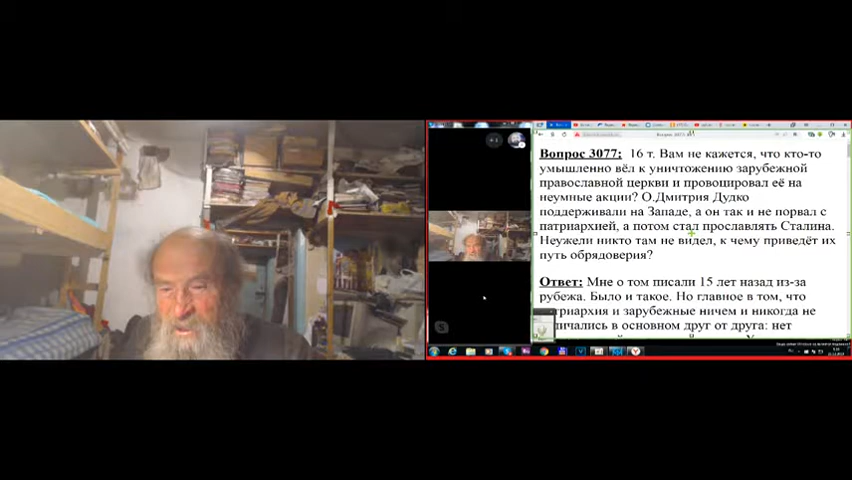 Вопрос 3077: 16 т. Вам не кажется, что кто-то
умышленно вёл к уничтожению зарубежной
православной церкви и провоцировал её на
неумные акции? О.Дмитрия Дудко
поддерживали на Западе, а он так и не порвал с
патриархией, а потом стал прославлять Сталина.
Неужели никто там не видел, к чему приведёт их
путь обрядоверия?
Ответ: Мне о том писали 15 лет назад из-за
рубежа. Было и такое. Но главное в том, что
атриархия и зарубежные ничем и никогда не
личались в основном друг от друга: нет